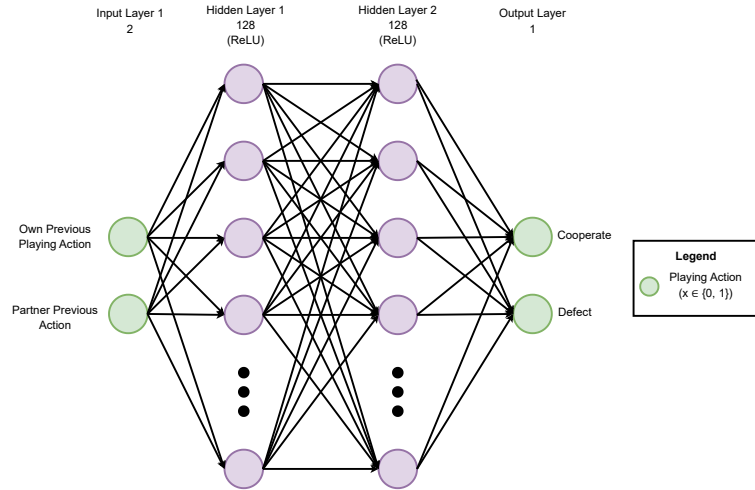 Input Layer 1
2
Hidden Layer 1
128
(ReLU)
Hidden Layer 2
128
(ReLU)
Output Layer
1
Own Previous
Playing Action
Partner Previous
Action
Cooperate
Defect
Legend
Playing Action
(x ∈ {0, 1})